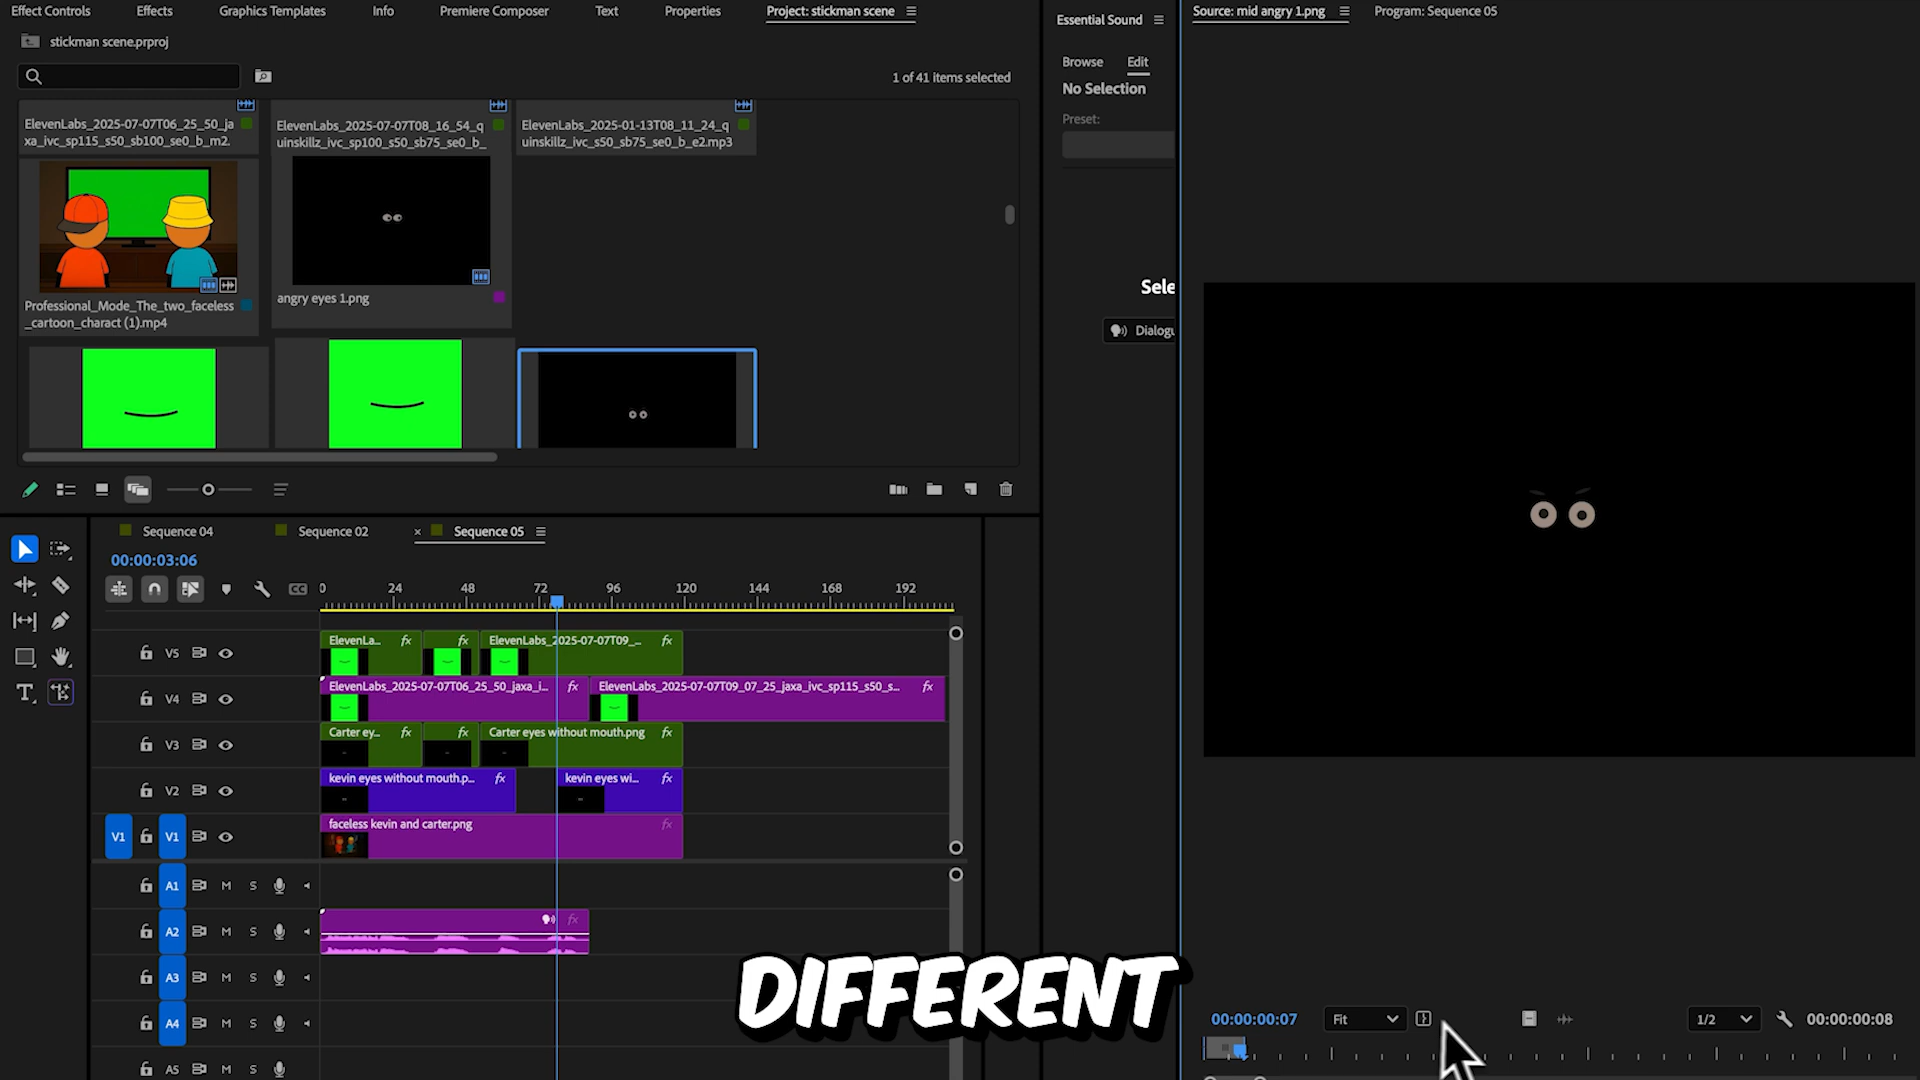 Effect Controls
Effects
Graphics Templates
Info
Premiere Composer
Text
Properties
Project: stickman scene
stickman scene.prproj
1 of 41 items selected
ElevenLabs_2025-07-07T06_25_50_ja
xa_ivc_sp115_s50_sb100_se0_b_m2.
ElevenLabs_2025-07-07T08_16_54_q
uinskillz_ivc_sp100_s50_sb75_se0_b_
ElevenLabs_2025-01-13T08_11_24_q
uinskillz_ivc_s50_sb75_se0_b_e2.mp3
Professional_Mode_The_two_faceless
_cartoon_charact (1).mp4
angry eyes 1.png
Essential Sound
Browse
Edit
No Selection
Preset:
Sele
Dialogu
Source: mid angry 1.png
Program: Sequence 05
Sequence 04
Sequence 02
× Sequence 05
00:00:03:06
CC
0 24 48 72 96 120 144 168 192
V5
ElevenLa... fx
fx
ElevenLabs_2025-07-07T09_... fx
V4
ElevenLabs_2025-07-07T06_25_50_jaxa_i... fx
ElevenLabs_2025-07-07T09_07_25_jaxa_ivc_sp115_s50_s... fx
V3
Carter ey... fx
fx
Carter eyes without mouth.png fx
V2
kevin eyes without mouth.p... fx
kevin eyes wi... fx
V1 V1
faceless kevin and carter.png fx
A1 M S
A2 M S
fx
A3 M S
A4 M S
A5 M S
T
DIFFERENT
00:00:00:07
Fit
1/2
00:00:00:08